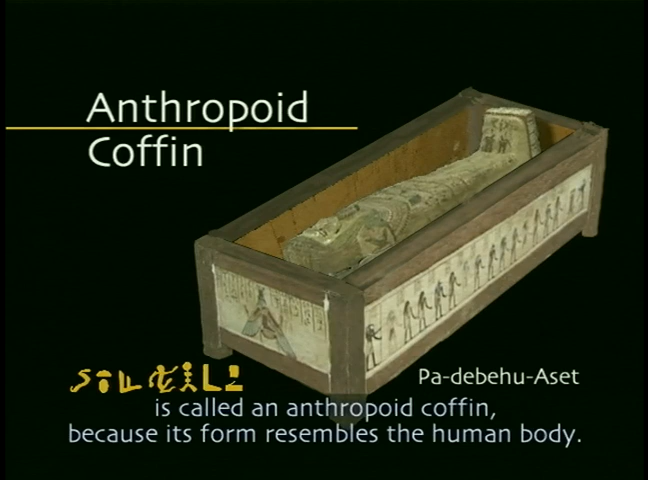 Anthropoid
Coffin
Pa-debehu-Aset
is called an anthropoid coffin,
because its form resembles the human body.